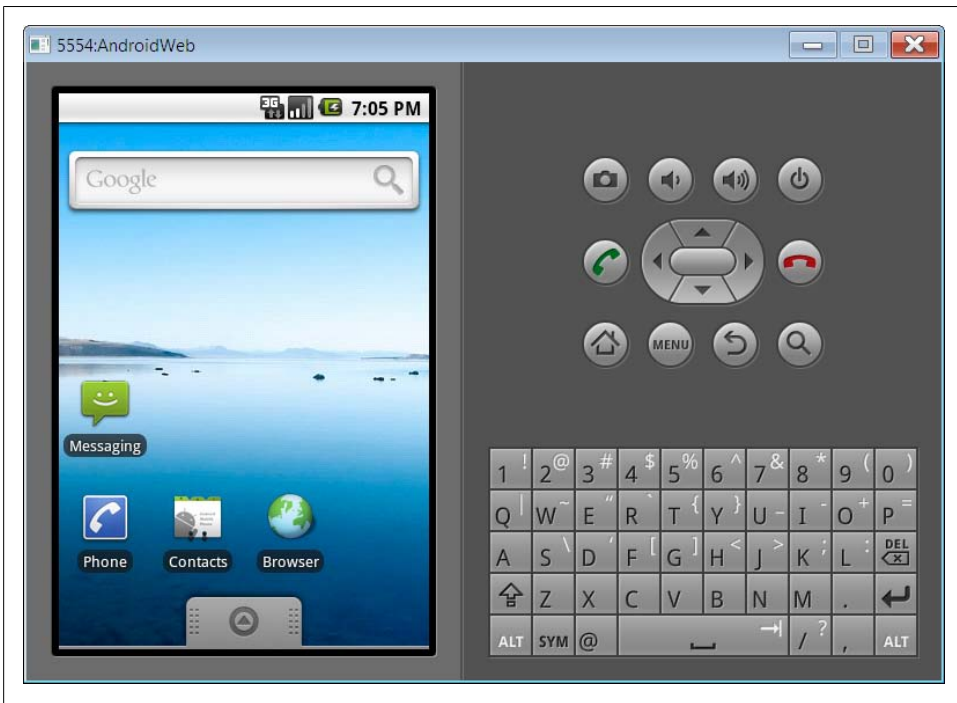 5554:AndroidWeb
3G 7:05 PM
Google
MENU
Messaging
Phone Contacts Browser
1 ! 2 @ 3 # 4 $ 5 % 6 ^ 7 & 8 * 9 ( 0 )
Q | W ~ E " R ` T { Y } U _ I - O + P =
A S \ D ' F [ G ] H < J > K ; L : DEL
Z X C V B N M .
ALT SYM @ / ? , ALT